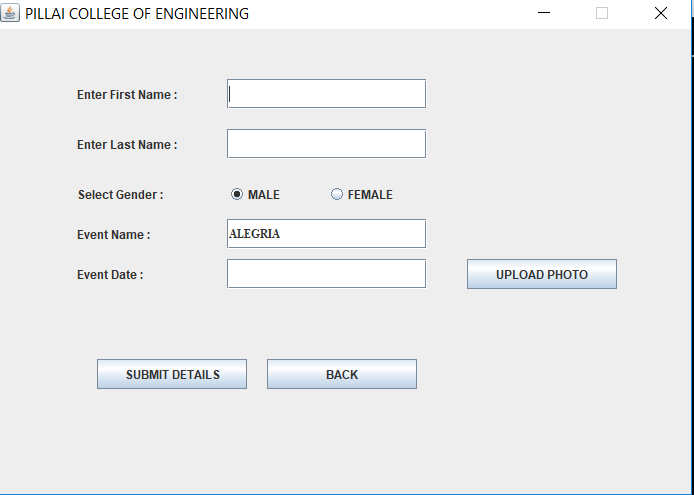 PILLAI COLLEGE OF ENGINEERING
Enter First Name :
Enter Last Name :
Select Gender : MALE FEMALE
Event Name : ALEGRIA
Event Date : UPLOAD PHOTO
SUBMIT DETAILS BACK